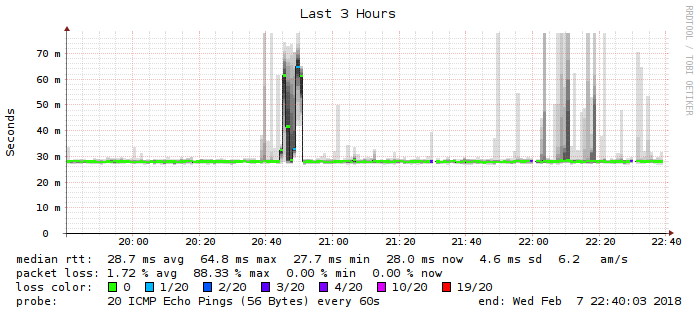 Last 3 Hours
RRDTOOL / TOBI OETIKER
Seconds
70 m
60 m
50 m
40 m
30 m
20 m
10 m
0
20:00 20:20 20:40 21:00 21:20 21:40 22:00 22:20 22:40
median rtt: 28.7 ms avg 64.8 ms max 27.7 ms min 28.0 ms now 4.6 ms sd 6.2 am/s
packet loss: 1.72 % avg 88.33 % max 0.00 % min 0.00 % now
loss color: 0 1/20 2/20 3/20 4/20 10/20 19/20
probe: 20 ICMP Echo Pings (56 Bytes) every 60s end: Wed Feb 7 22:40:03 2018